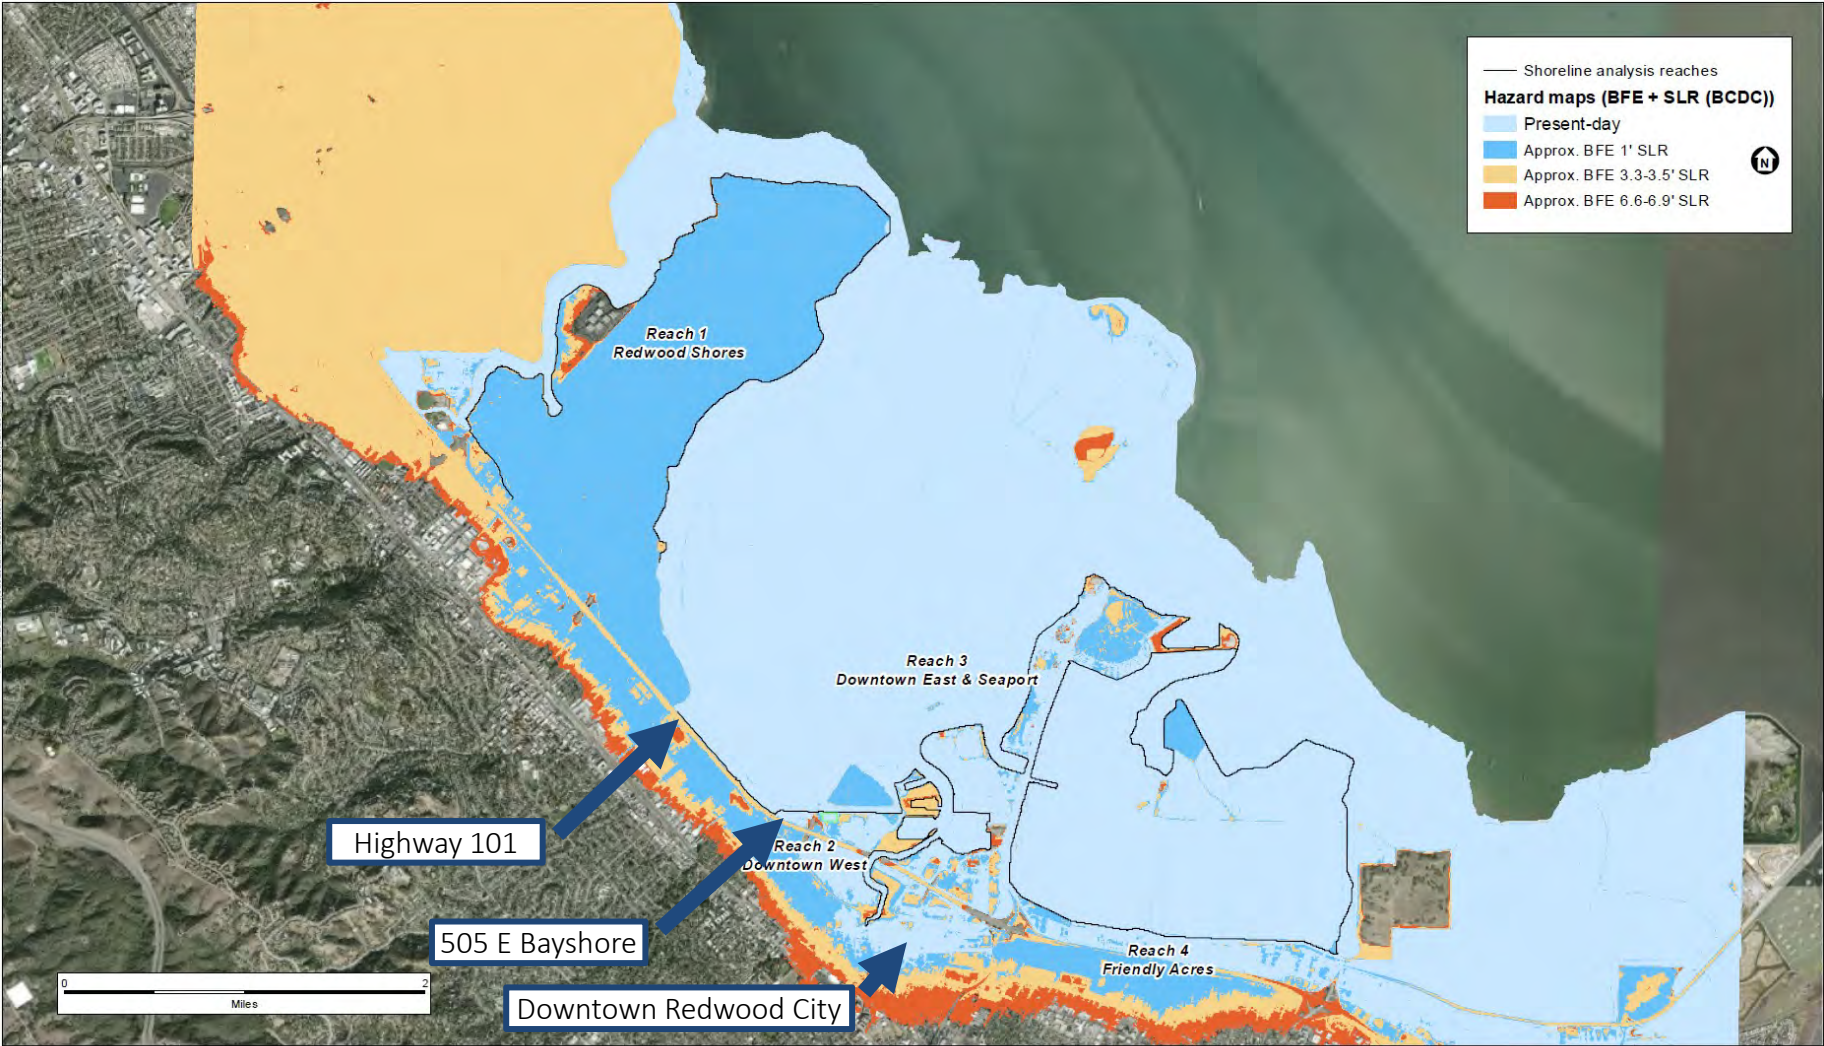 Shoreline analysis reaches
Hazard maps (BFE + SLR (BCDC))
Present-day
Approx. BFE 1' SLR
Approx. BFE 3.3-3.5' SLR
Approx. BFE 6.6-6.9' SLR
N
Reach 1
Redwood Shores
Reach 3
Downtown East & Seaport
Highway 101
Reach 2
Downtown West
505 E Bayshore
Reach 4
Friendly Acres
Downtown Redwood City
0 2
Miles